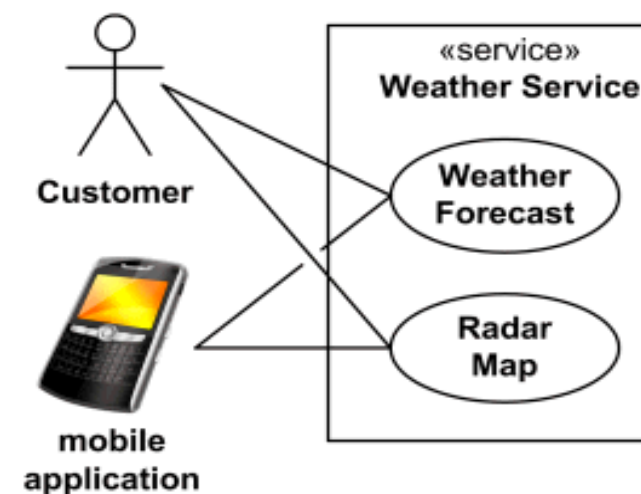 «service»
Weather Service
Customer
Weather
Forecast
Radar
Map
mobile
application